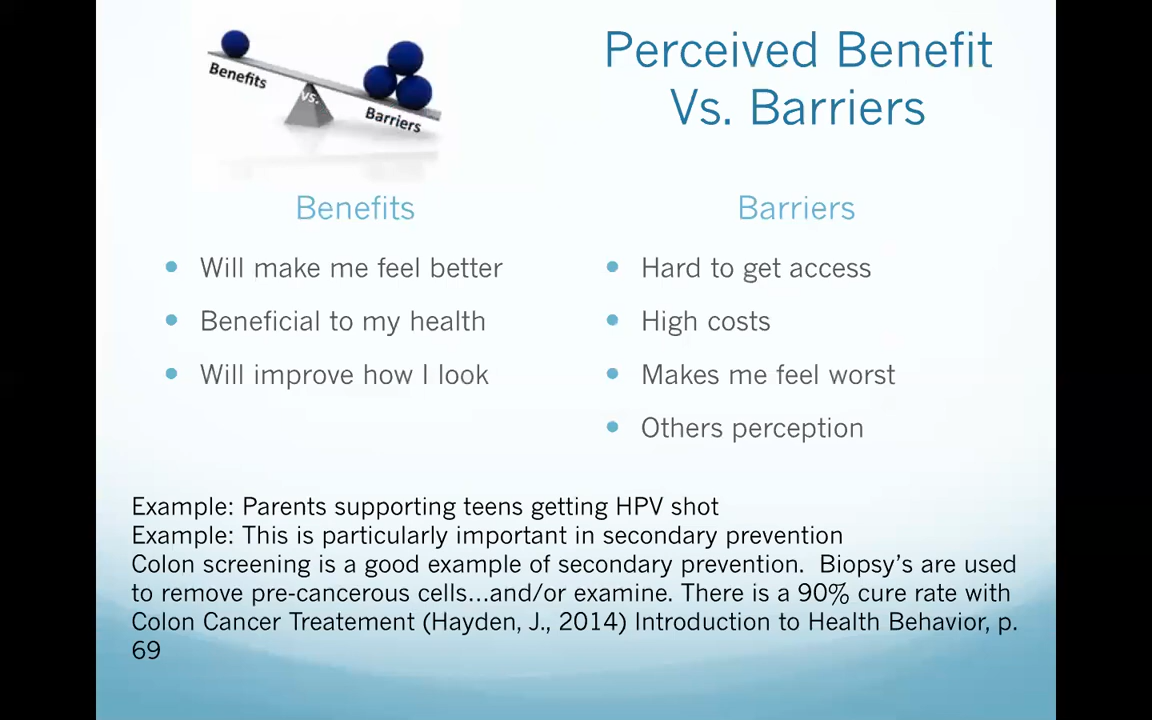 Benefits
vs.
Barriers
Perceived Benefit
Vs. Barriers
Benefits
• Will make me feel better
• Beneficial to my health
• Will improve how I look
Barriers
• Hard to get access
• High costs
• Makes me feel worst
• Others perception
Example: Parents supporting teens getting HPV shot
Example: This is particularly important in secondary prevention
Colon screening is a good example of secondary prevention.  Biopsy’s are used
to remove pre-cancerous cells...and/or examine. There is a 90% cure rate with
Colon Cancer Treatement (Hayden, J., 2014) Introduction to Health Behavior, p.
69